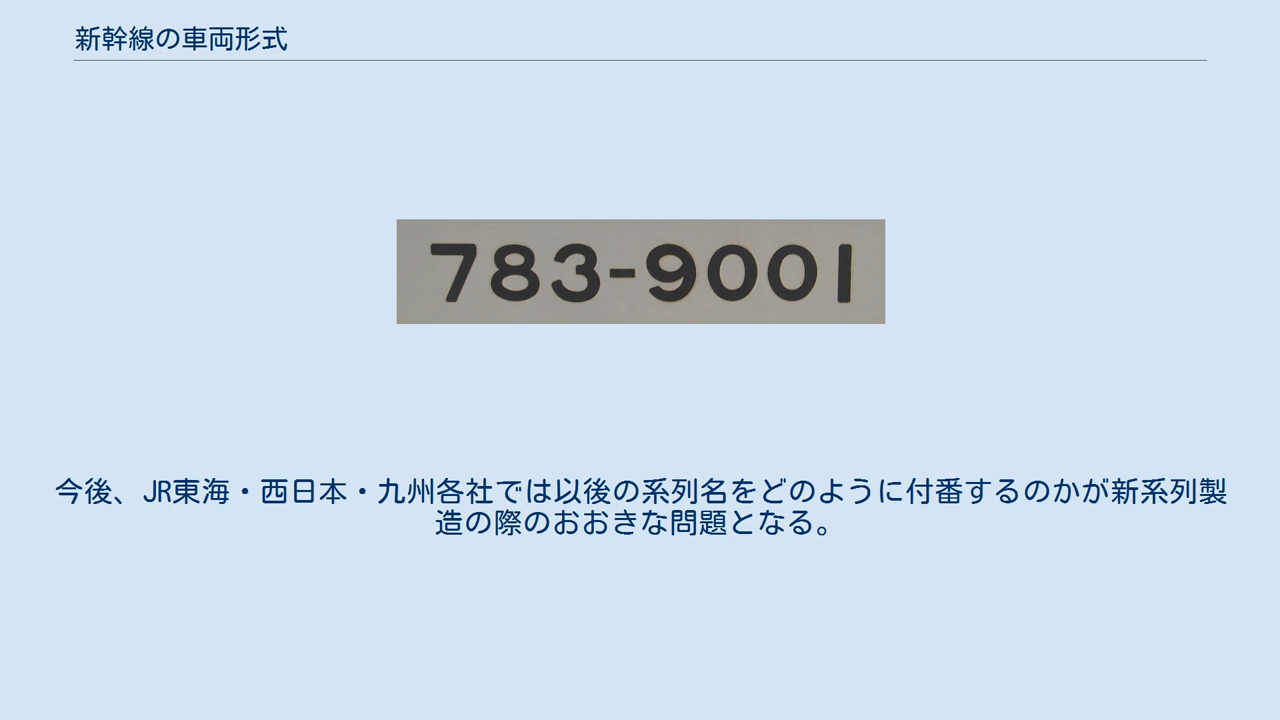 新幹線の車両形式
783-9001
今後、JR東海・西日本・九州各社では以後の系列名をどのように付番するのかが新系列製
造の際のおおきな問題となる。